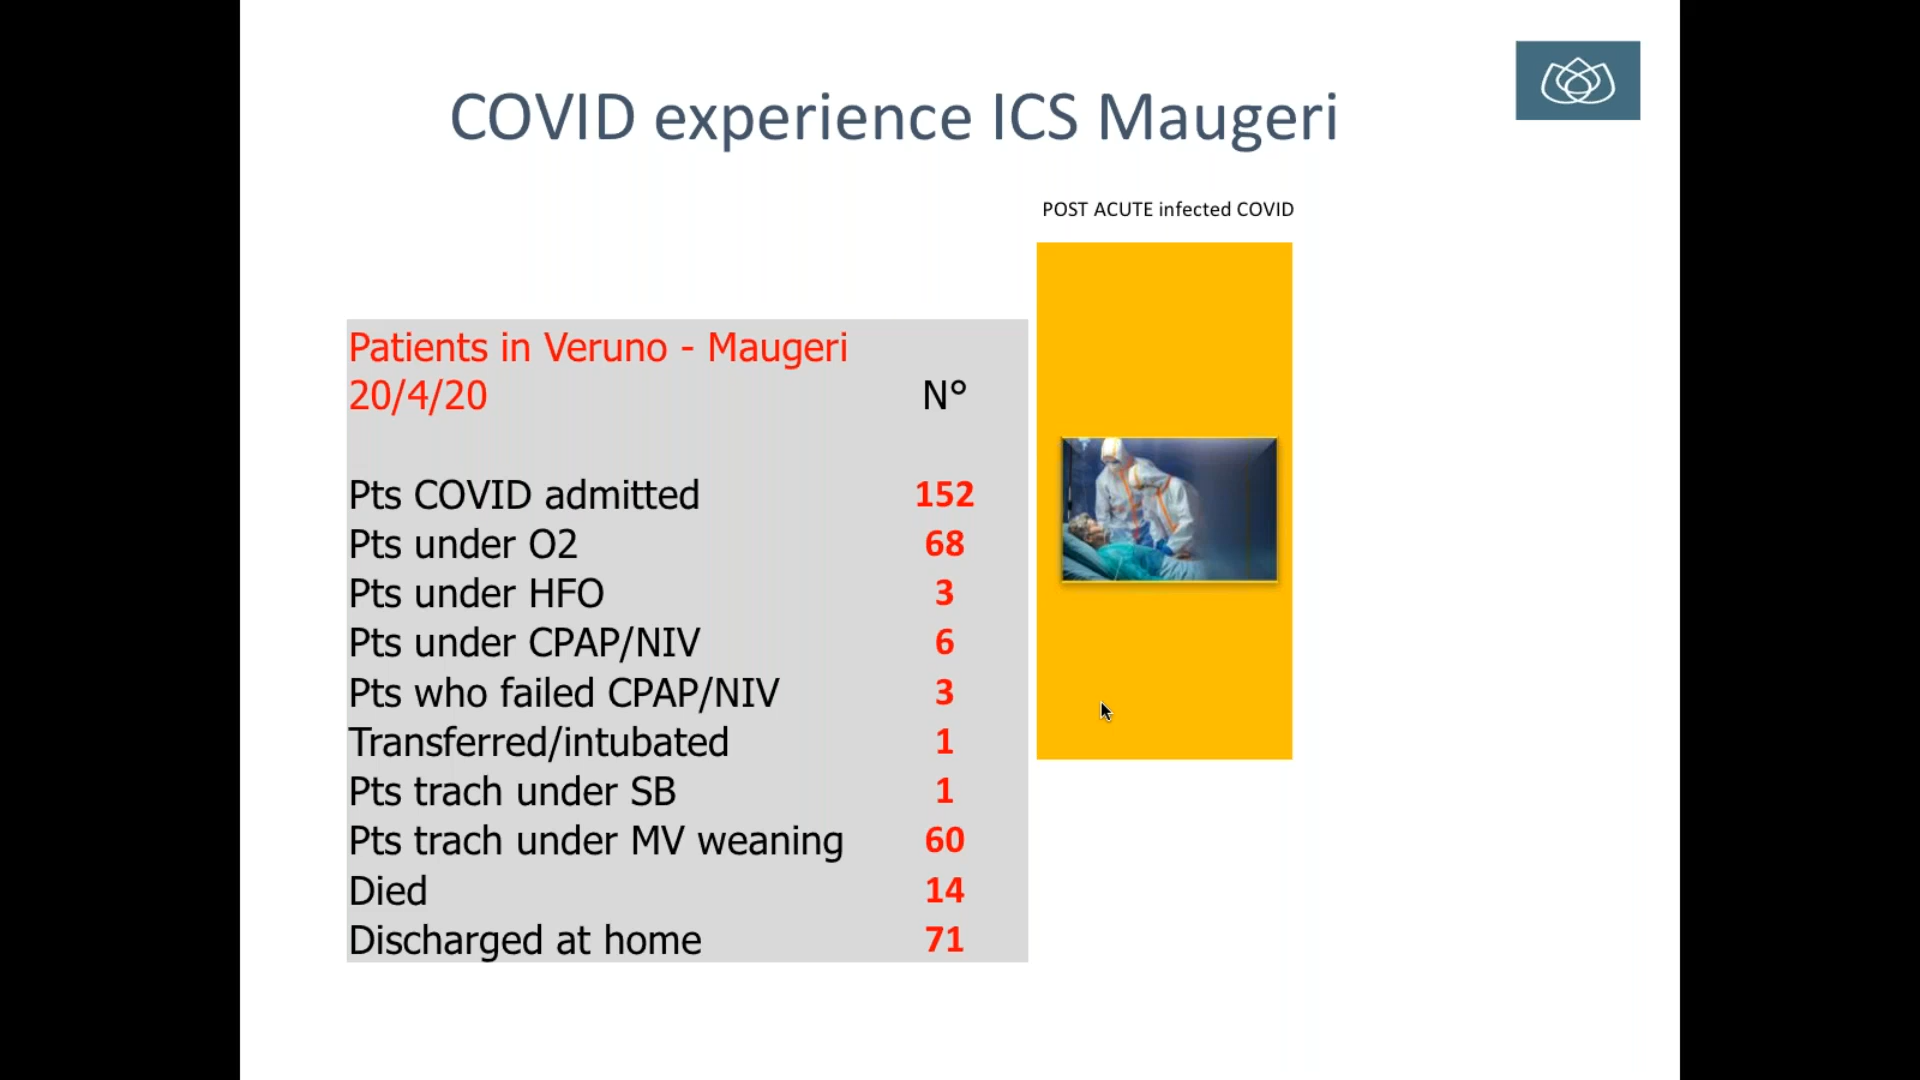 COVID experience ICS Maugeri
POST ACUTE infected COVID
Patients in Veruno - Maugeri
20/4/20 N°
Pts COVID admitted 152
Pts under O2 68
Pts under HFO 3
Pts under CPAP/NIV 6
Pts who failed CPAP/NIV 3
Transferred/intubated 1
Pts trach under SB 1
Pts trach under MV weaning 60
Died 14
Discharged at home 71